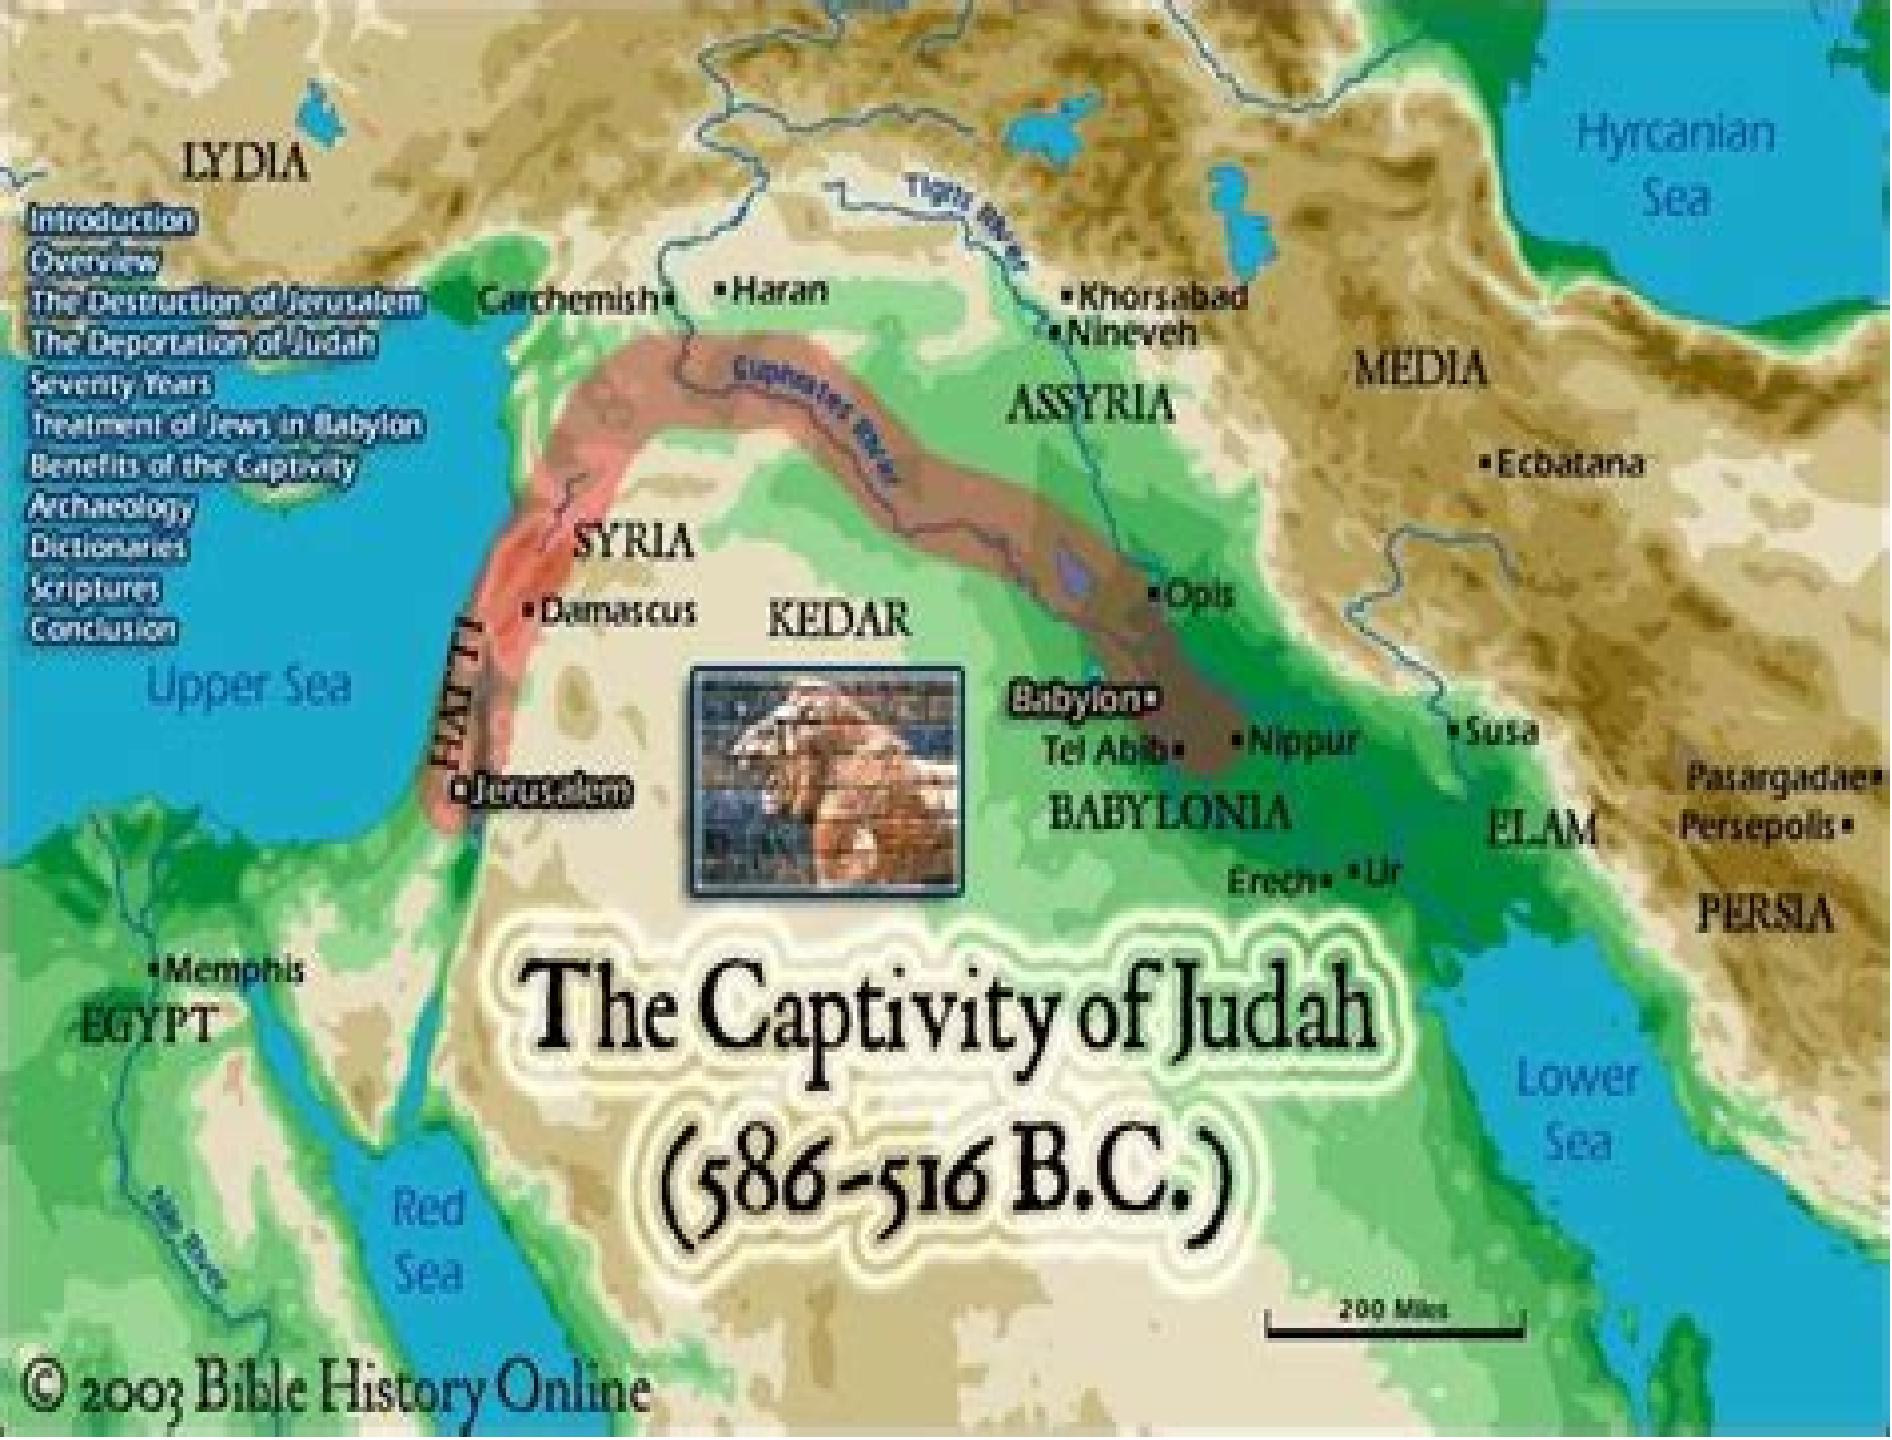 Hyrcanian
Sea
LYDIA
Tigris River
Introduction
Overview
The Destruction of Jerusalem
The Deportation of Judah
Seventy Years
Treatment of Jews in Babylon
Benefits of the Captivity
Archaeology
Dictionaries
Scriptures
Conclusion
Carchemish
Haran
Khorsabad
Nineveh
Euphrates River
ASSYRIA
MEDIA
Ecbatana
SYRIA
Damascus
KEDAR
Opis
HATTI
Upper Sea
Babylon
Tel Abib
Nippur
Susa
Jerusalem
BABYLONIA
ELAM
Pasargadae
Persepolis
Erech
Ur
PERSIA
Memphis
EGYPT
The Captivity of Judah
(586-516 B.C.)
Lower
Sea
Red
Sea
Nile River
200 Miles
© 2003 Bible History Online